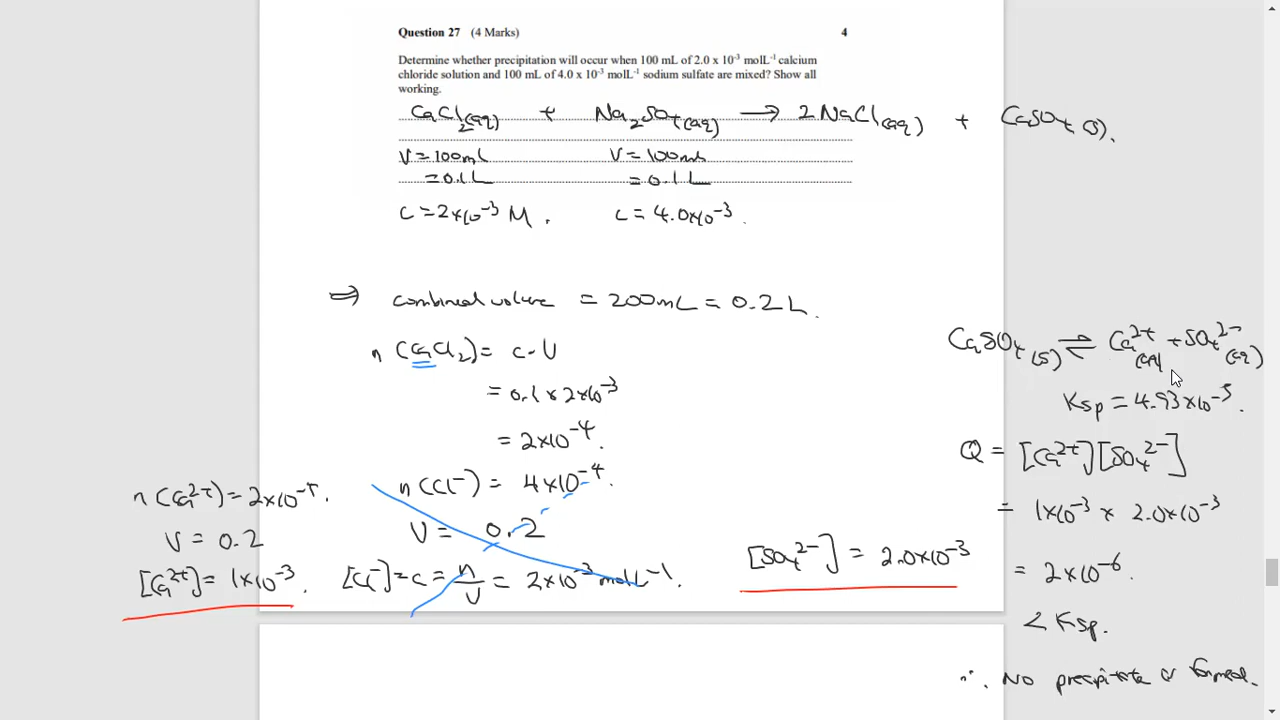 Question 27 (4 Marks) 4
Determine whether precipitation will occur when 100 mL of 2.0 x 10⁻³ molL⁻¹ calcium
chloride solution and 100 mL of 4.0 x 10⁻³ molL⁻¹ sodium sulfate are mixed? Show all
working.
CaCl₂(aq) + Na₂SO₄(aq) → 2NaCl(aq) + CaSO₄(s).
V = 100mL V = 100mL
= 0.1L = 0.1L
c = 2×10⁻³ M. c = 4.0×10⁻³.
⇒ combined volume = 200mL = 0.2L.
n(CaCl₂) = c·V
= 0.1 × 2×10⁻³
= 2×10⁻⁴.
n(Cl⁻) = 4×10⁻⁴.
V = 0.2
[Cl⁻] = c = n/V = 2×10⁻³ molL⁻¹.
n(Ca²⁺) = 2×10⁻⁴.
V = 0.2
[Ca²⁺] = 1×10⁻³.
[SO₄²⁻] = 2.0×10⁻³
CaSO₄(s) ⇌ Ca²⁺(aq) + SO₄²⁻(aq)
Ksp = 4.93×10⁻⁵.
Q = [Ca²⁺][SO₄²⁻]
= 1×10⁻³ × 2.0×10⁻³
= 2×10⁻⁶.
< Ksp.
∴ No precipitate is formed.